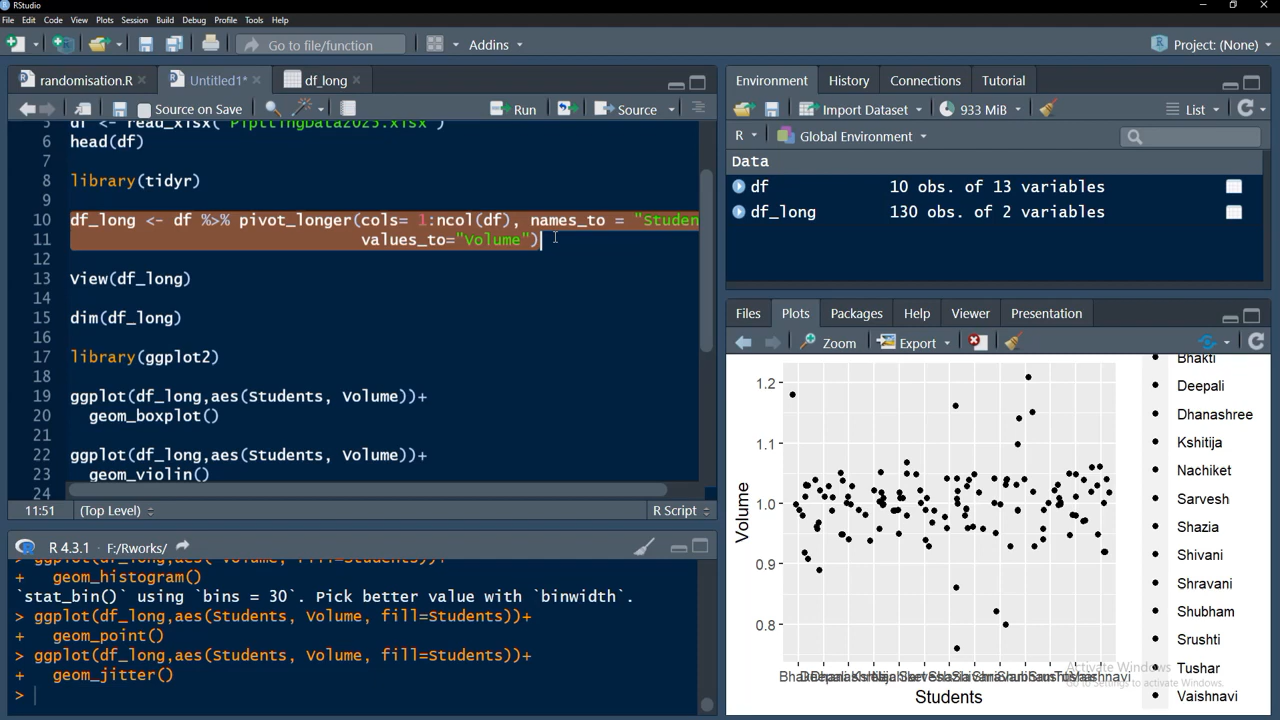 RStudio
File Edit Code View Plots Session Build Debug Profile Tools Help
Go to file/function Addins Project: (None)
randomisation.R Untitled1* df_long
Source on Save Run Source
5 df <- read_xlsx("PipttingData2025.xlsx")
6 head(df)
7
8 library(tidyr)
9
10 df_long <- df %>% pivot_longer(cols= 1:ncol(df), names_to = "Studen
11 values_to="Volume")
12
13 View(df_long)
14
15 dim(df_long)
16
17 library(ggplot2)
18
19 ggplot(df_long,aes(Students, Volume))+
20 geom_boxplot()
21
22 ggplot(df_long,aes(Students, Volume))+
23 geom_violin()
24
11:51 (Top Level) R Script
R 4.3.1 · F:/Rworks/
> ggplot(df_long,aes( Volume, fill=Students))+
+ geom_histogram()
`stat_bin()` using `bins = 30`. Pick better value with `binwidth`.
> ggplot(df_long,aes(Students, Volume, fill=Students))+
+ geom_point()
> ggplot(df_long,aes(Students, Volume, fill=Students))+
+ geom_jitter()
>
Environment History Connections Tutorial
Import Dataset 933 MiB List
R Global Environment
Data
df 10 obs. of 13 variables
df_long 130 obs. of 2 variables
Files Plots Packages Help Viewer Presentation
Zoom Export
1.2
1.1
1.0
0.9
0.8
Volume
Students
Bhakti
Deepali
Dhanashree
Kshitija
Nachiket
Sarvesh
Shazia
Shivani
Shravani
Shubham
Srushti
Tushar
Vaishnavi
Activate Windows
Go to Settings to activate Windows.